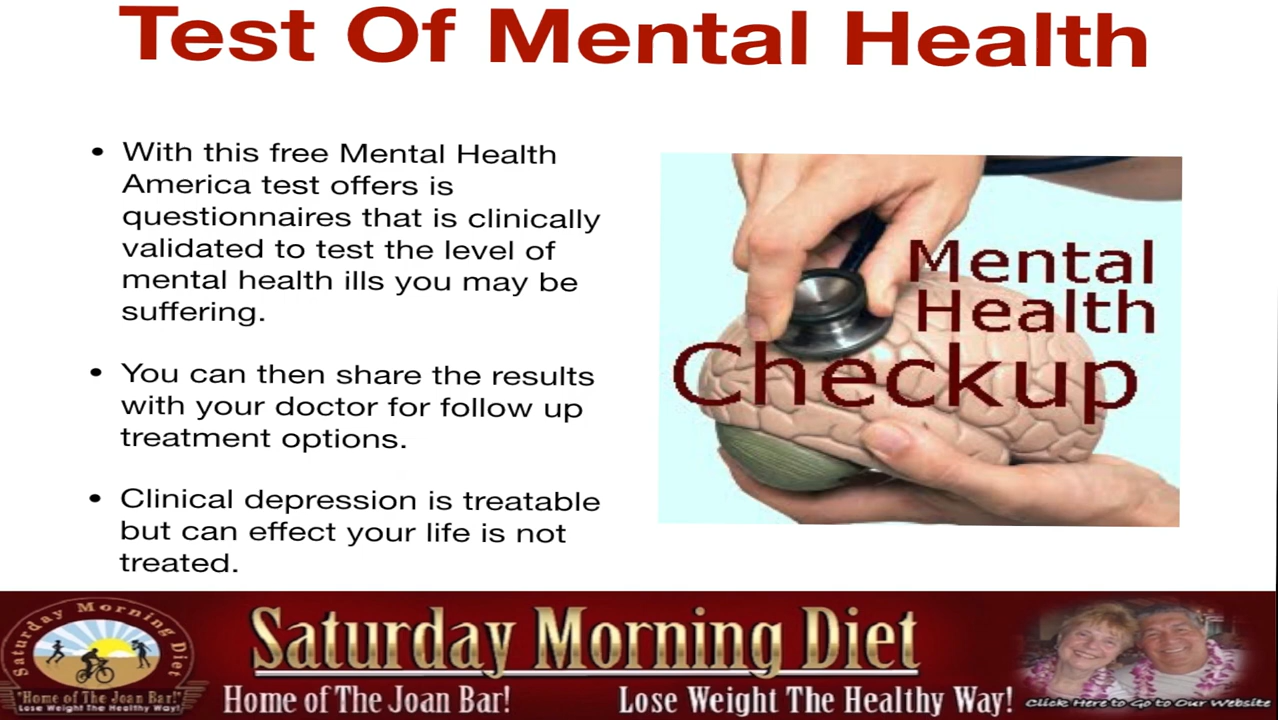 Test Of Mental Health
• With this free Mental Health
America test offers is
questionnaires that is clinically
validated to test the level of
mental health ills you may be
suffering.
• You can then share the results
with your doctor for follow up
treatment options.
• Clinical depression is treatable
but can effect your life is not
treated.
Mental
Health
Checkup
Saturday Morning Diet
"Home of The Joan Bar!"
Lose Weight The Healthy Way!
Saturday Morning Diet
Home of The Joan Bar! Lose Weight The Healthy Way!
Click Here to Go to Our Website